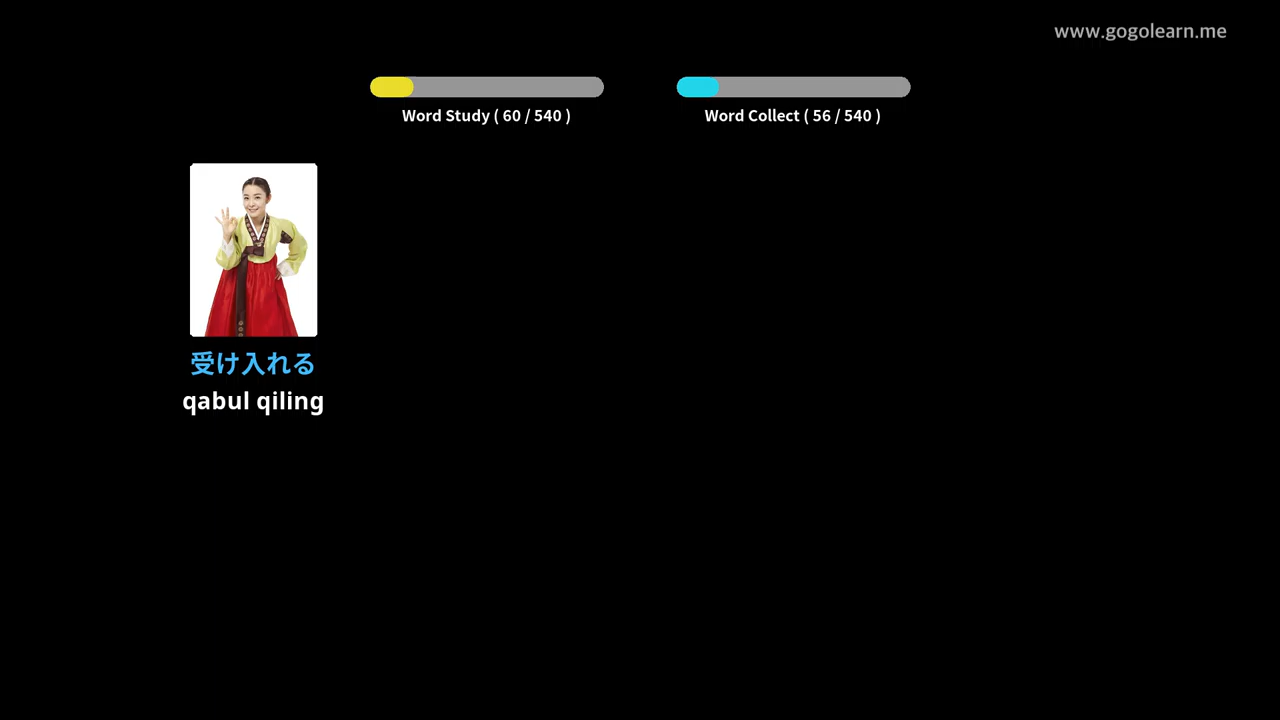 www.gogolearn.me
Word Study ( 60 / 540 )
Word Collect ( 56 / 540 )
受け入れる
qabul qiling